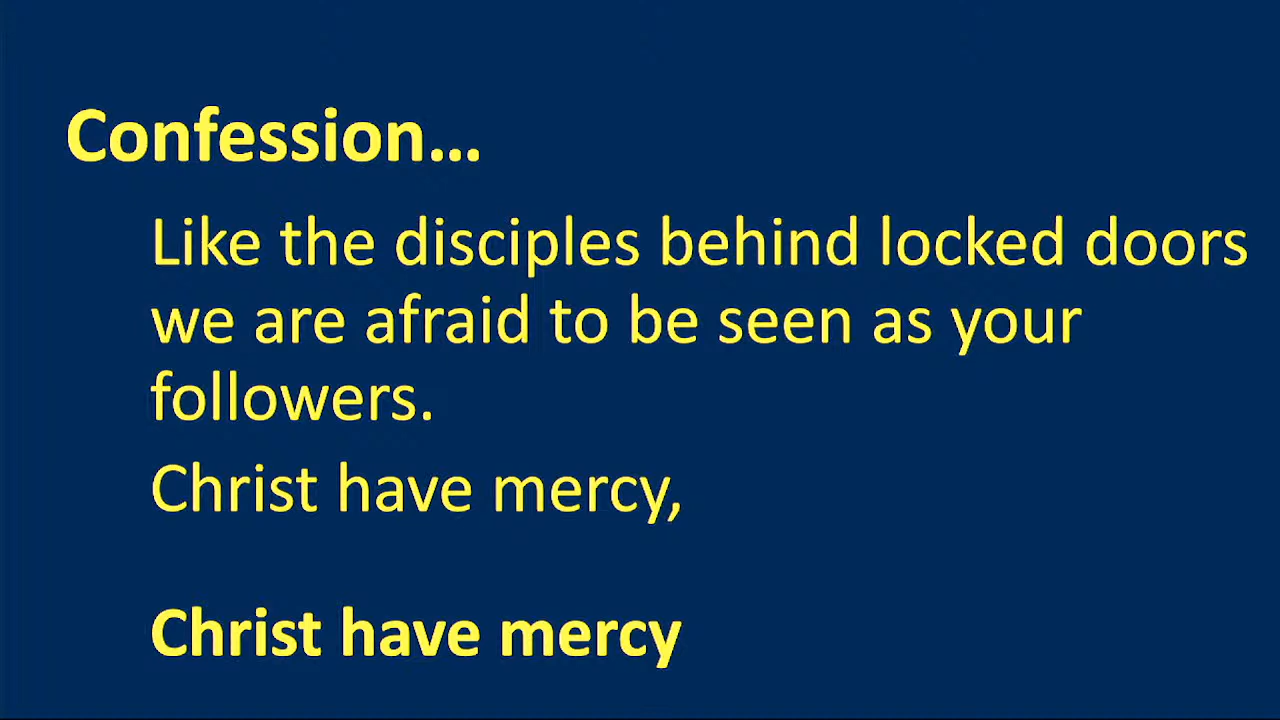 Confession...
Like the disciples behind locked doors
we are afraid to be seen as your
followers.
Christ have mercy,
Christ have mercy